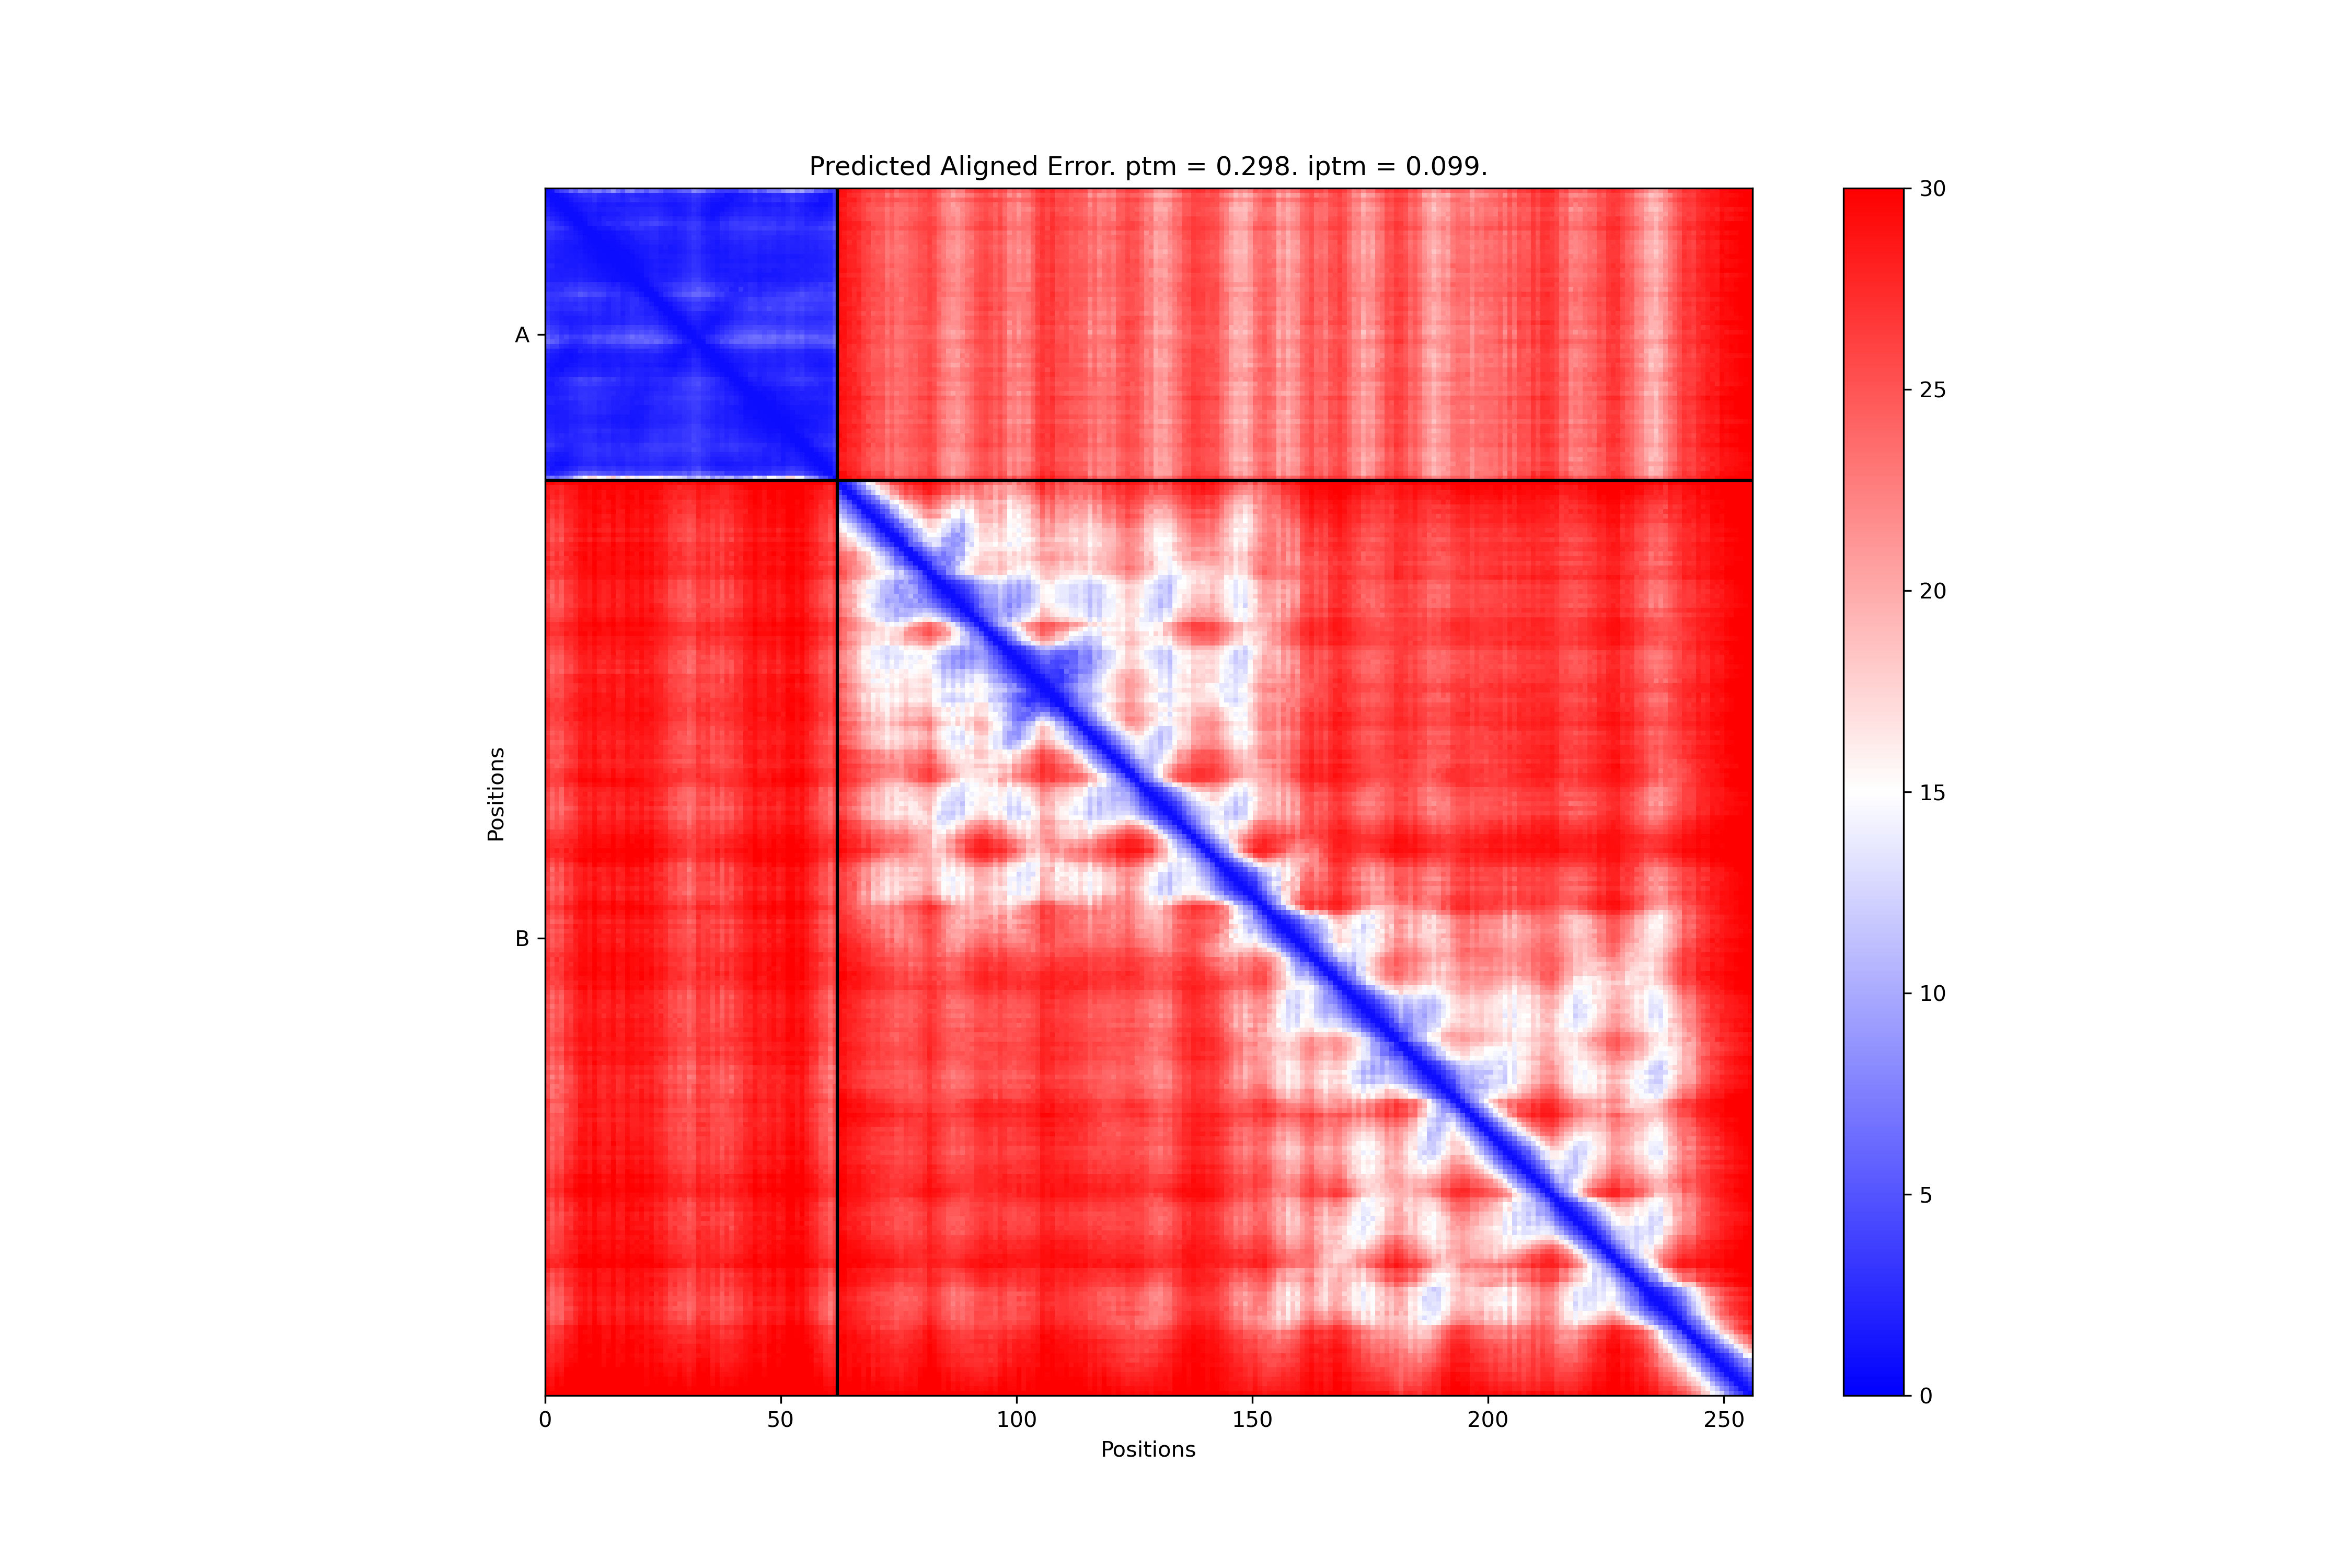 Predicted Aligned Error. ptm = 0.298. iptm = 0.099.
A
B
Positions
0 50 100 150 200 250
Positions
30
25
20
15
10
5
0